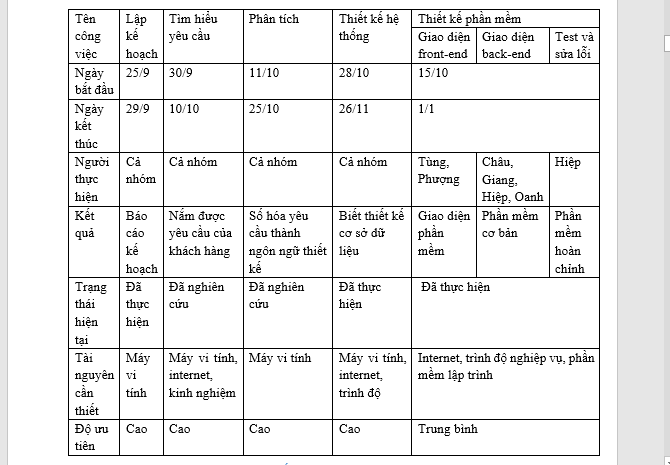 Tên công việc
Lập kế hoạch
Tìm hiểu yêu cầu
Phân tích
Thiết kế hệ thống
Thiết kế phần mềm
Giao diện front-end
Giao diện back-end
Test và sửa lỗi
Ngày bắt đầu
25/9
30/9
11/10
28/10
15/10
Ngày kết thúc
29/9
10/10
25/10
26/11
1/1
Người thực hiện
Cả nhóm
Cả nhóm
Cả nhóm
Cả nhóm
Tùng, Phượng
Châu, Giang, Hiệp, Oanh
Hiệp
Kết quả
Báo cáo kế hoạch
Nắm được yêu cầu của khách hàng
Số hóa yêu cầu thành ngôn ngữ thiết kế
Biết thiết kế cơ sở dữ liệu
Giao diện phần mềm
Phần mềm cơ bản
Phần mềm hoàn chỉnh
Trạng thái hiện tại
Đã thực hiện
Đã nghiên cứu
Đã nghiên cứu
Đã thực hiện
Đã thực hiện
Tài nguyên cần thiết
Máy vi tính
Máy vi tính, internet, kinh nghiệm
Máy vi tính
Máy vi tính, internet, trình độ
Internet, trình độ nghiệp vụ, phần mềm lập trình
Độ ưu tiên
Cao
Cao
Cao
Cao
Trung bình